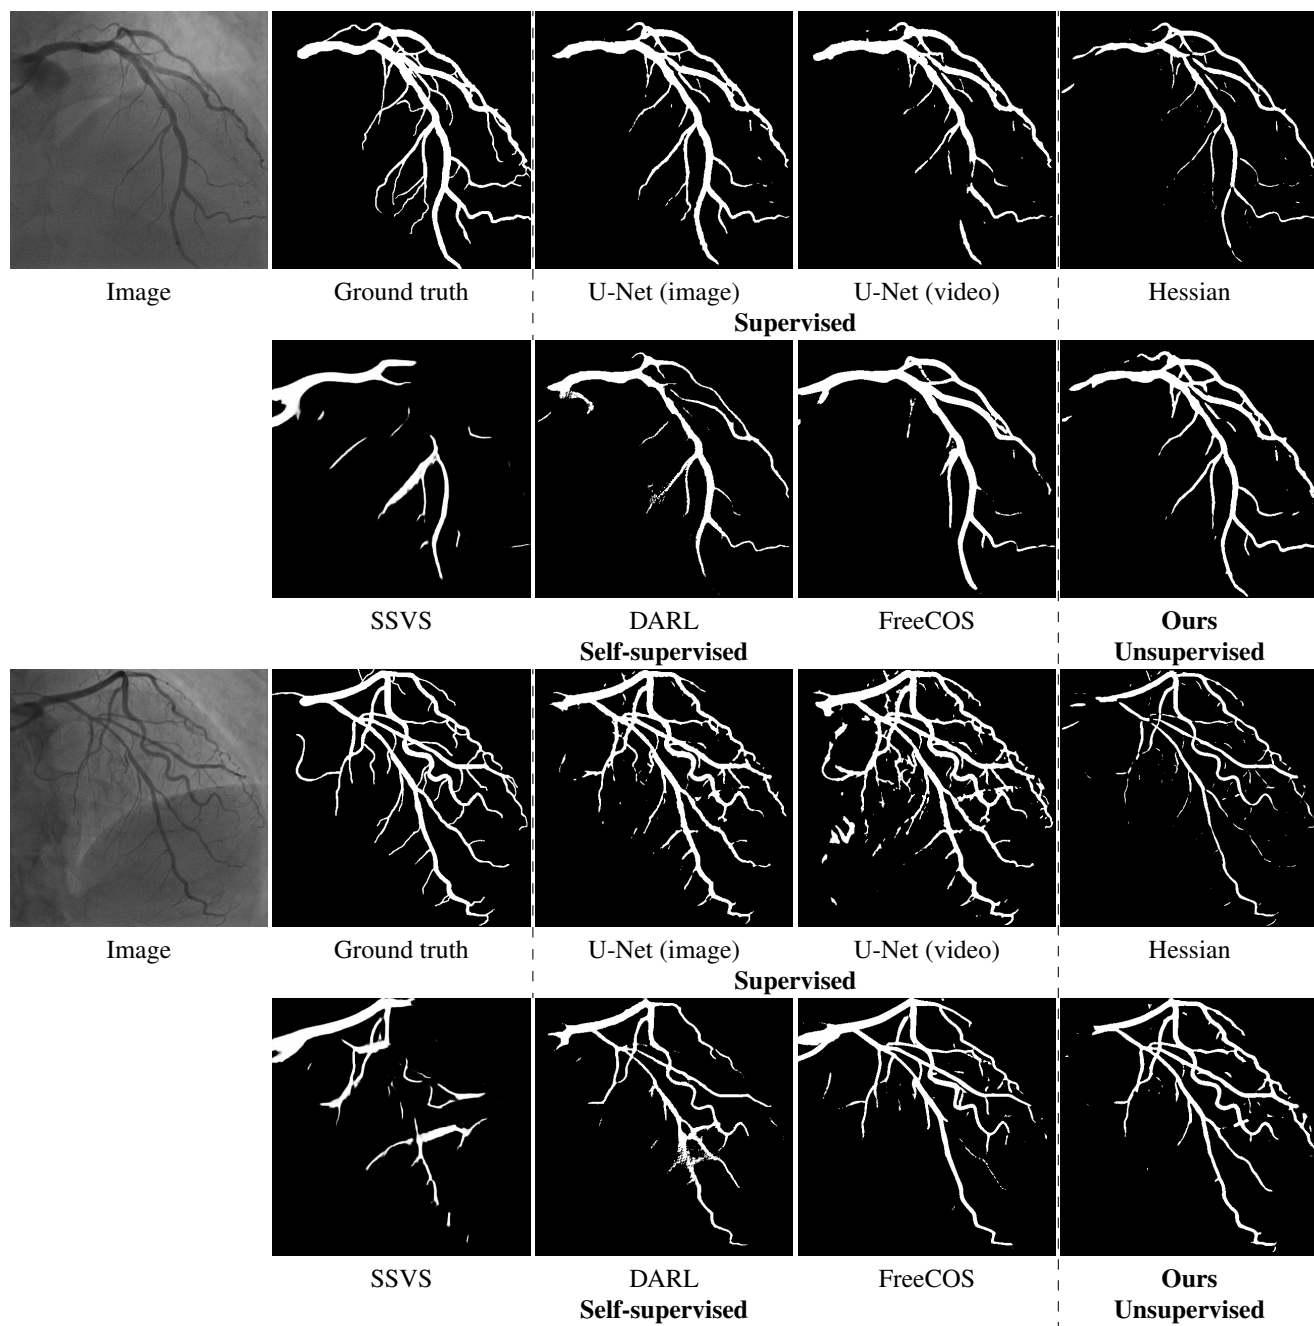 Image Ground truth U-Net (image) U-Net (video) Hessian
Supervised
SSVS DARL FreeCOS Ours
Self-supervised Unsupervised
Image Ground truth U-Net (image) U-Net (video) Hessian
Supervised
SSVS DARL FreeCOS Ours
Self-supervised Unsupervised